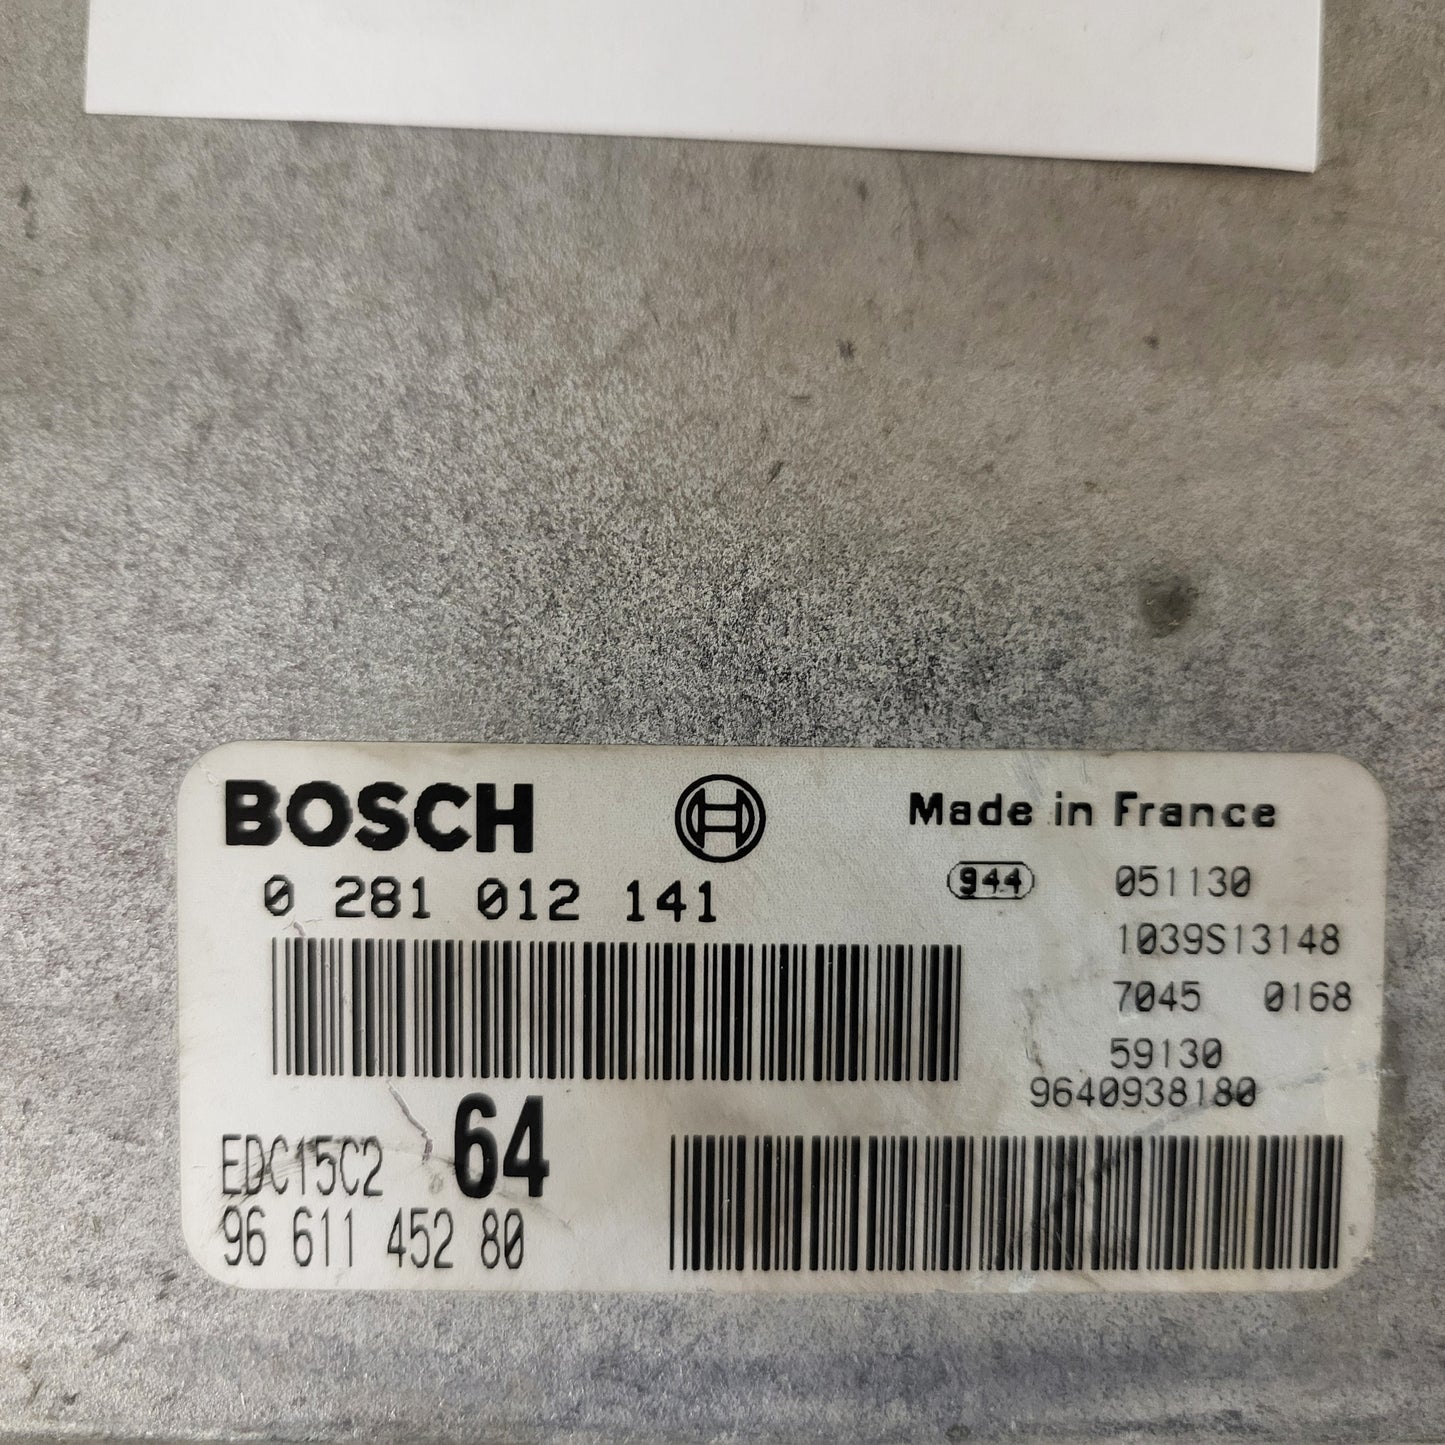 BOSCH
Made in France
0 281 012 141
944
051130
1039S13148
7045 0168
59130
9640938180
64
EDC15C2
96 611 452 80